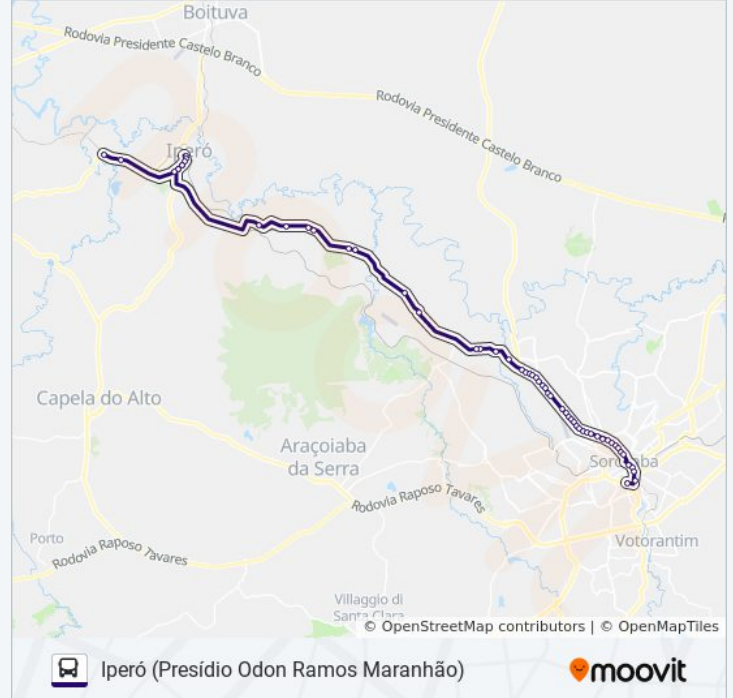 Boituva
Rodovia Presidente Castelo Branco
Rodovia Presidente Castelo Branco
Iperó
Capela do Alto
Araçoiaba
da Serra
Sorocaba
Rodovia Raposo Tavares
Votorantim
Porto
Rodovia Raposo Tavares
Villaggio di
Santa Clara
© OpenStreetMap contributors | © OpenMapTiles
Iperó (Presídio Odon Ramos Maranhão)
moovit